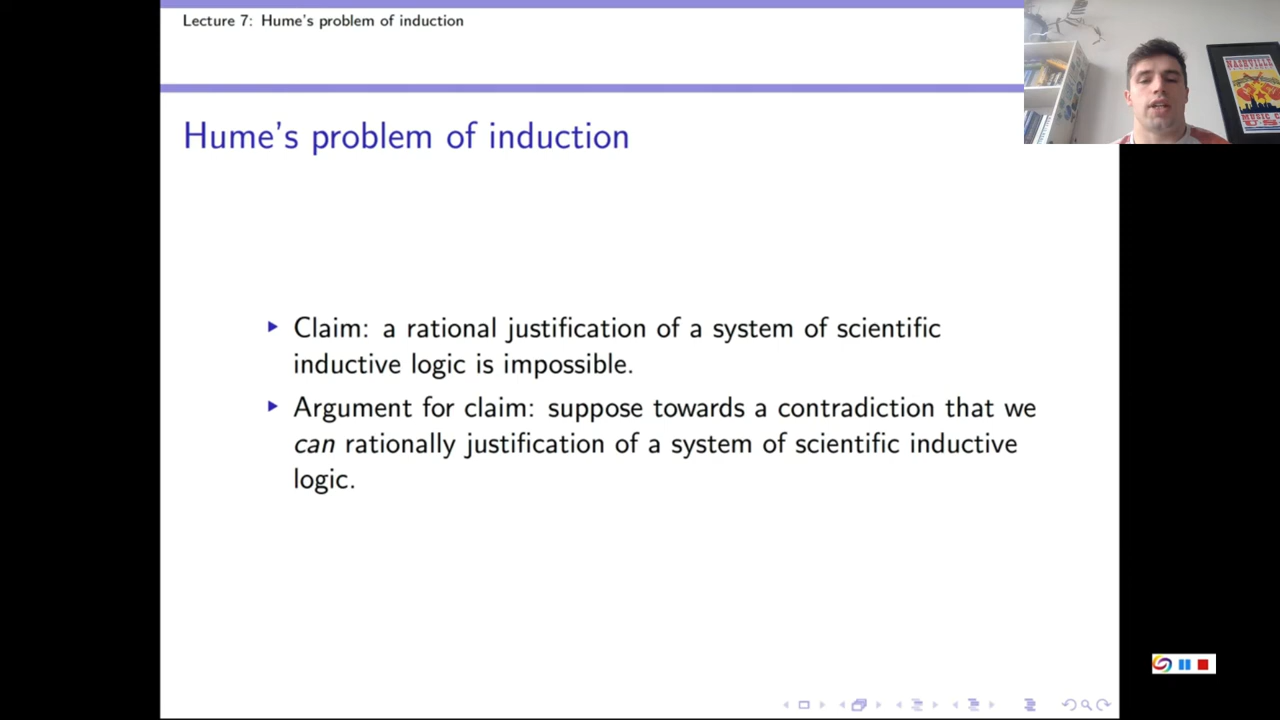 Lecture 7: Hume's problem of induction
Hume's problem of induction
Claim: a rational justification of a system of scientific
inductive logic is impossible.
Argument for claim: suppose towards a contradiction that we
can rationally justification of a system of scientific inductive
logic.
NASHVILLE
MUSIC C